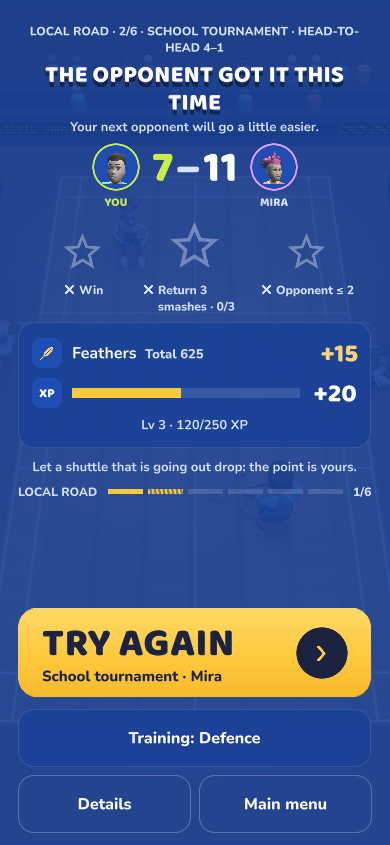 LOCAL ROAD · 2/6 · SCHOOL TOURNAMENT · HEAD-TO-
HEAD 4–1
THE OPPONENT GOT IT THIS
TIME
Your next opponent will go a little easier.
7–11
YOU
MIRA
✕ Win
✕ Return 3
smashes · 0/3
✕ Opponent ≤ 2
Feathers Total 625 +15
XP +20
Lv 3 · 120/250 XP
Let a shuttle that is going out drop: the point is yours.
LOCAL ROAD 1/6
TRY AGAIN
School tournament · Mira
Training: Defence
Details
Main menu